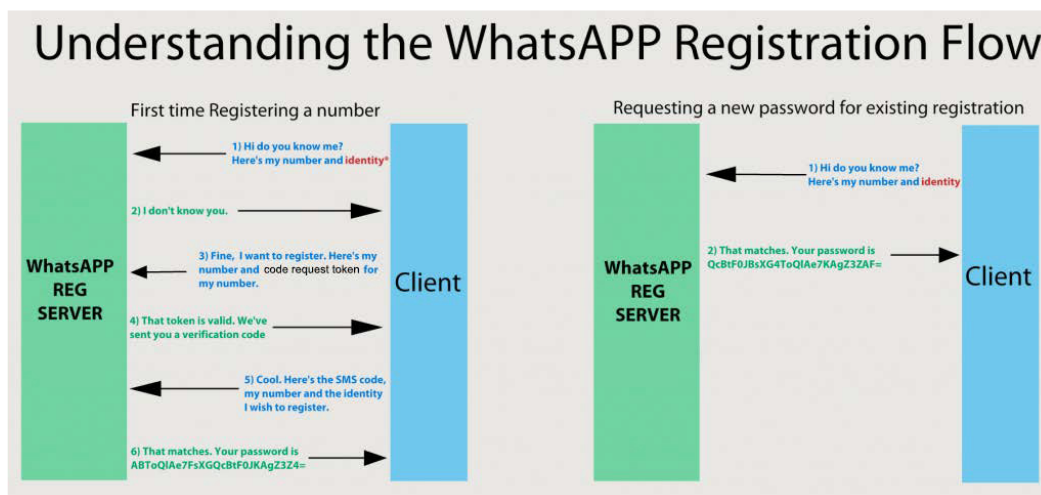 Understanding the WhatsAPP Registration Flow
First time Registering a number
1) Hi do you know me?
Here's my number and identity*
2) I don't know you.
3) Fine, I want to register. Here's my
number and code request token for
my number.
WhatsAPP
REG
SERVER
Client
4) That token is valid. We've
sent you a verification code
5) Cool. Here's the SMS code,
my number and the identity
I wish to register.
6) That matches. Your password is
ABToQlAe7FsXGQcBtF0JKAgZ3Z4=
Requesting a new password for existing registration
1) Hi do you know me?
Here's my number and identity
2) That matches. Your password is
QcBtF0JBsXG4ToQlAe7KAgZ3ZAF=
WhatsAPP
REG
SERVER
Client